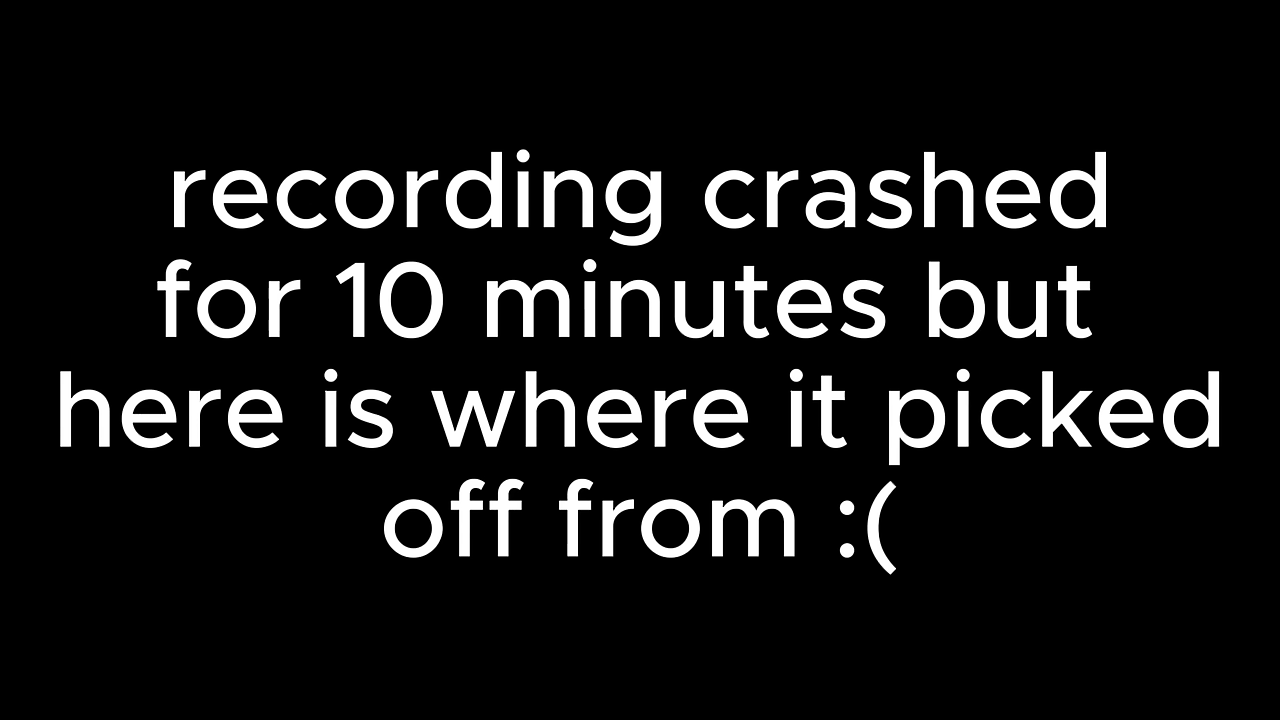 recording crashed
for 10 minutes but
here is where it picked
off from :(